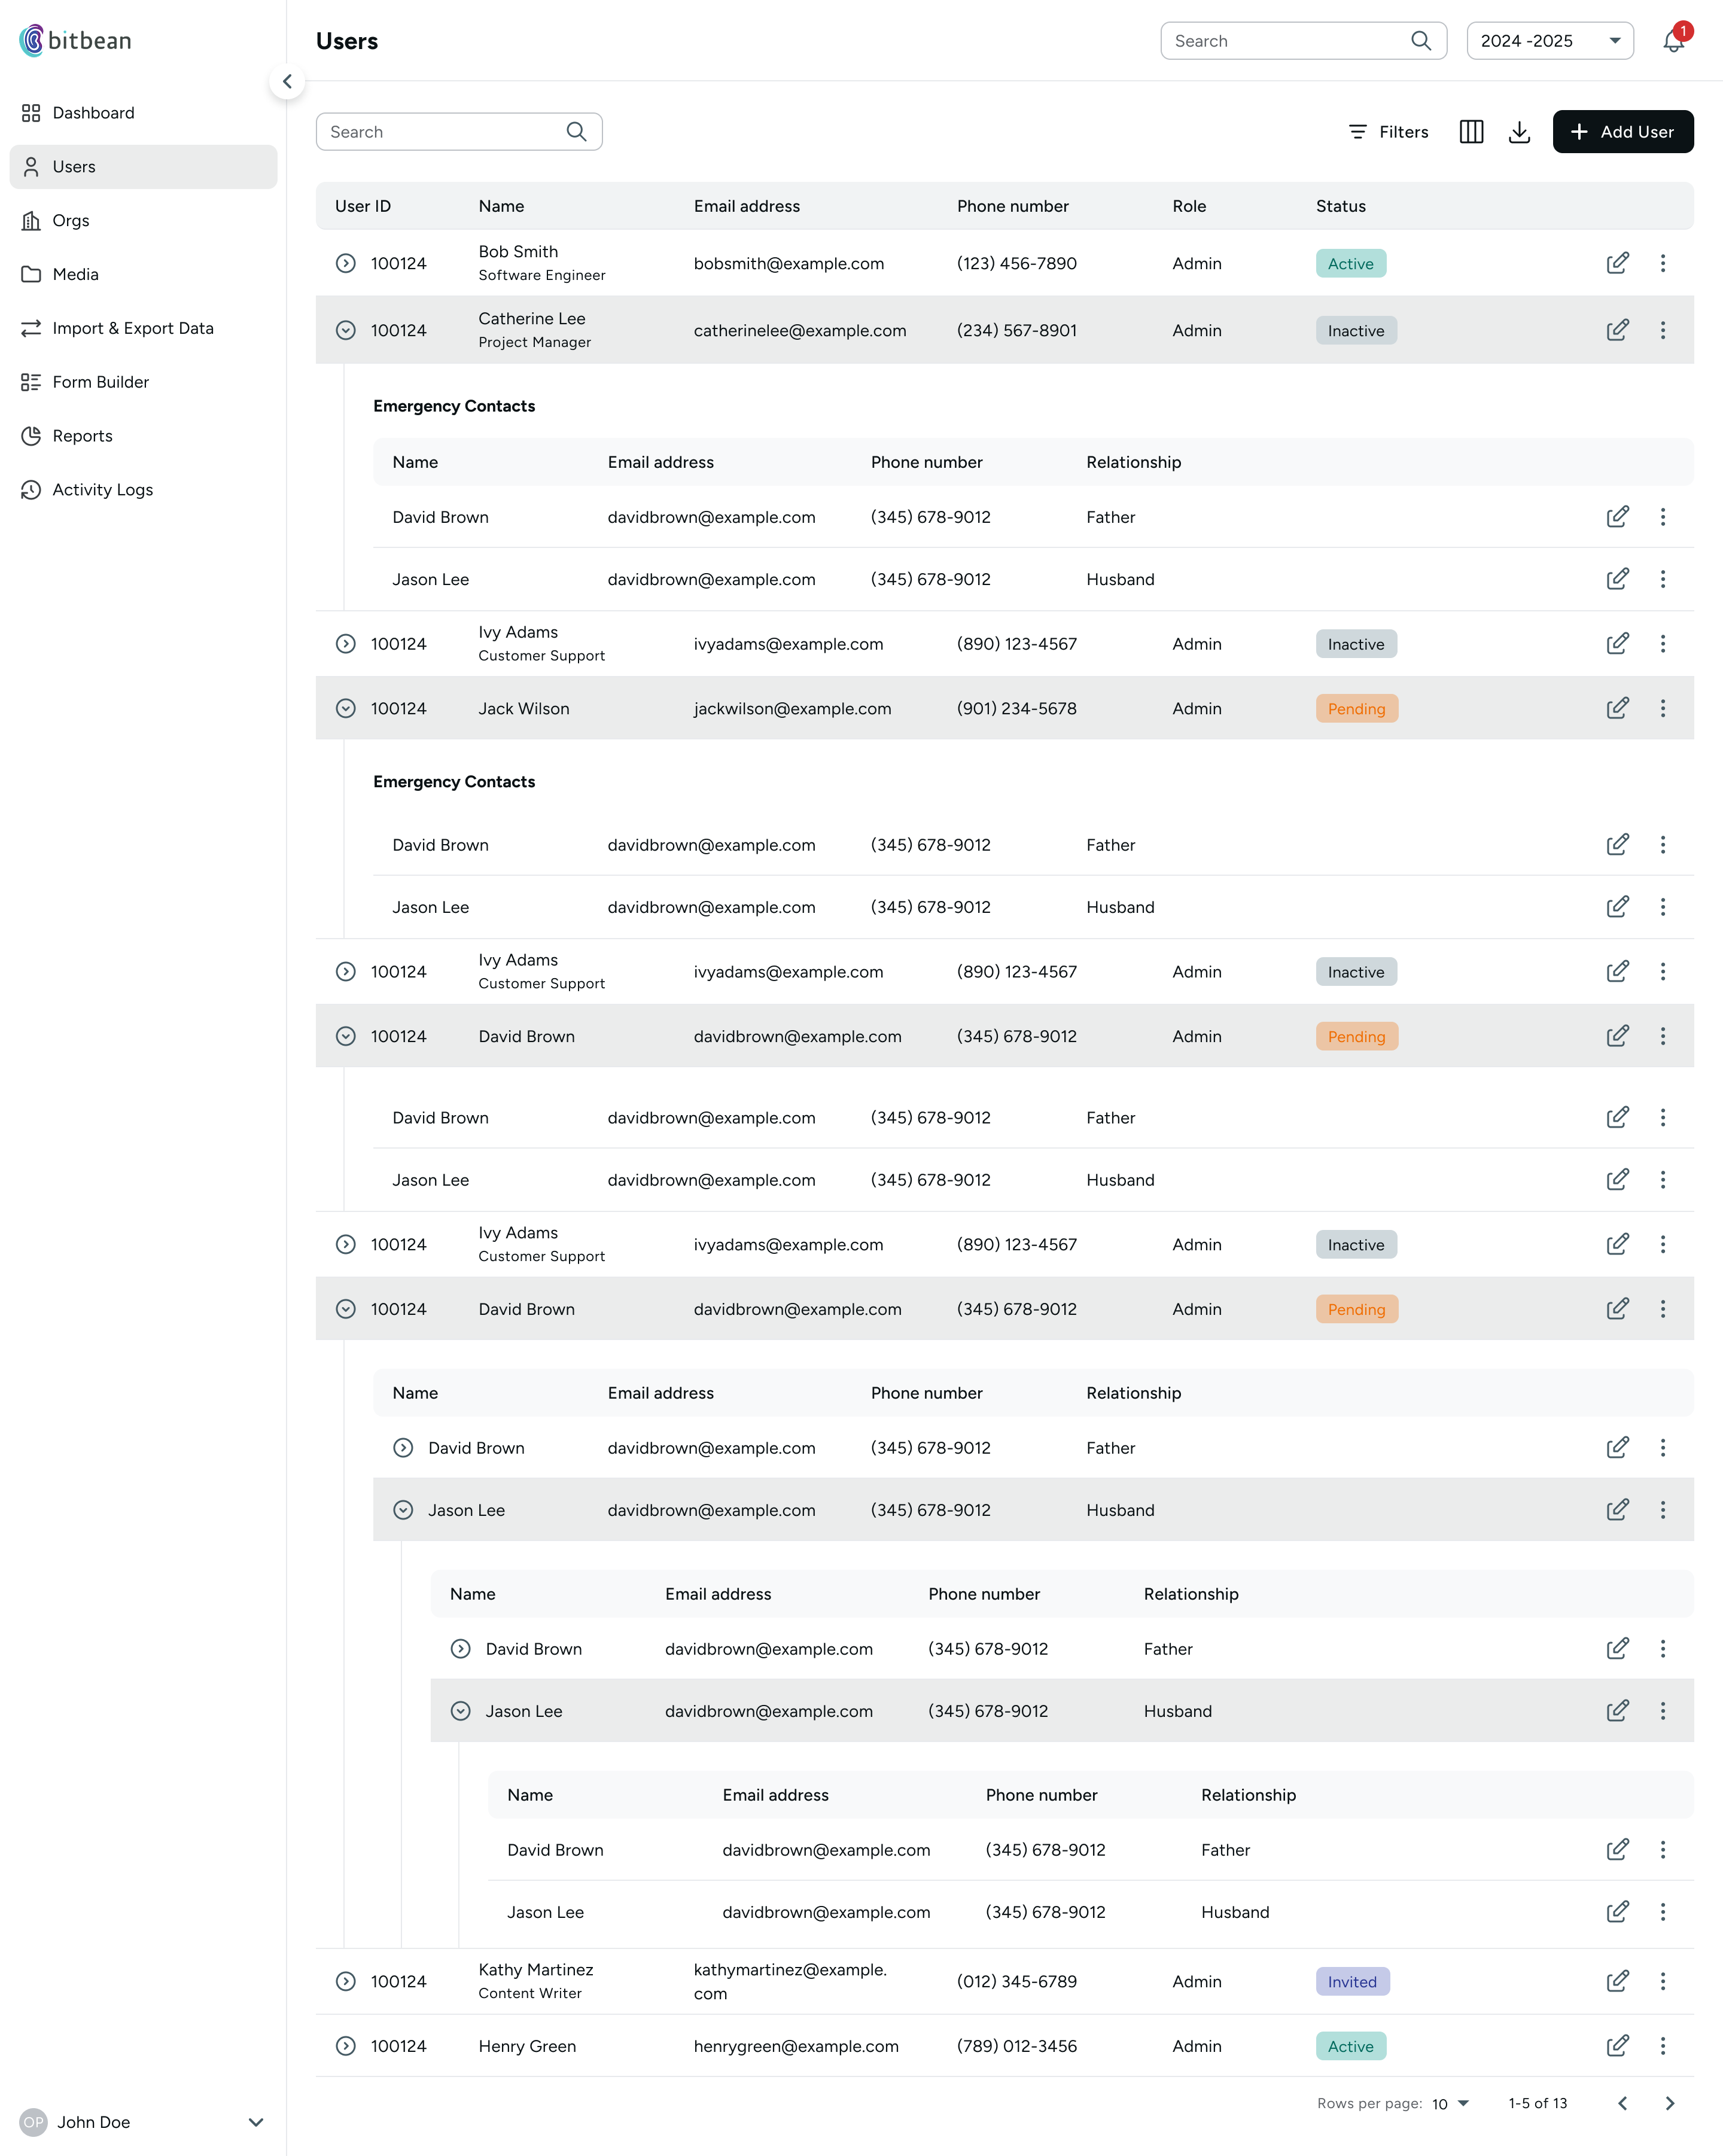 bitbean
Users
Search
2024 -2025
1
Dashboard
Users
Orgs
Media
Import & Export Data
Form Builder
Reports
Activity Logs
Search
Filters
Add User
User ID Name Email address Phone number Role Status
100124 Bob Smith bobsmith@example.com (123) 456-7890 Admin Active
Software Engineer
100124 Catherine Lee catherinelee@example.com (234) 567-8901 Admin Inactive
Project Manager
Emergency Contacts
Name Email address Phone number Relationship
David Brown davidbrown@example.com (345) 678-9012 Father
Jason Lee davidbrown@example.com (345) 678-9012 Husband
100124 Ivy Adams ivyadams@example.com (890) 123-4567 Admin Inactive
Customer Support
100124 Jack Wilson jackwilson@example.com (901) 234-5678 Admin Pending
Emergency Contacts
David Brown davidbrown@example.com (345) 678-9012 Father
Jason Lee davidbrown@example.com (345) 678-9012 Husband
100124 Ivy Adams ivyadams@example.com (890) 123-4567 Admin Inactive
Customer Support
100124 David Brown davidbrown@example.com (345) 678-9012 Admin Pending
David Brown davidbrown@example.com (345) 678-9012 Father
Jason Lee davidbrown@example.com (345) 678-9012 Husband
100124 Ivy Adams ivyadams@example.com (890) 123-4567 Admin Inactive
Customer Support
100124 David Brown davidbrown@example.com (345) 678-9012 Admin Pending
Name Email address Phone number Relationship
David Brown davidbrown@example.com (345) 678-9012 Father
Jason Lee davidbrown@example.com (345) 678-9012 Husband
Name Email address Phone number Relationship
David Brown davidbrown@example.com (345) 678-9012 Father
Jason Lee davidbrown@example.com (345) 678-9012 Husband
Name Email address Phone number Relationship
David Brown davidbrown@example.com (345) 678-9012 Father
Jason Lee davidbrown@example.com (345) 678-9012 Husband
100124 Kathy Martinez kathymartinez@example. (012) 345-6789 Admin Invited
Content Writer com
100124 Henry Green henrygreen@example.com (789) 012-3456 Admin Active
Rows per page: 10 1-5 of 13
OP John Doe